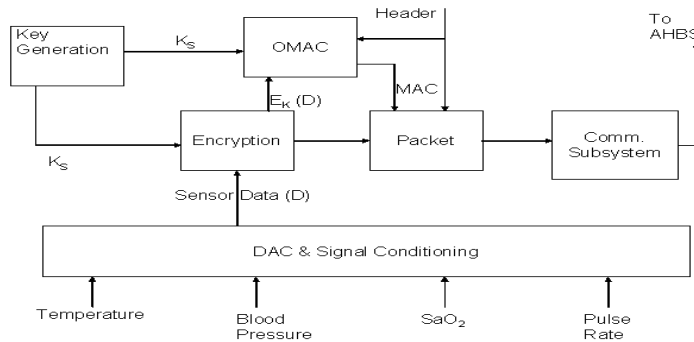 Header
To
AHBS
Key
Generation
K_S
OMAC
MAC
E_K (D)
Encryption
Packet
Comm.
Subsystem
K_S
Sensor Data (D)
DAC & Signal Conditioning
Temperature
Blood
Pressure
SaO₂
Pulse
Rate